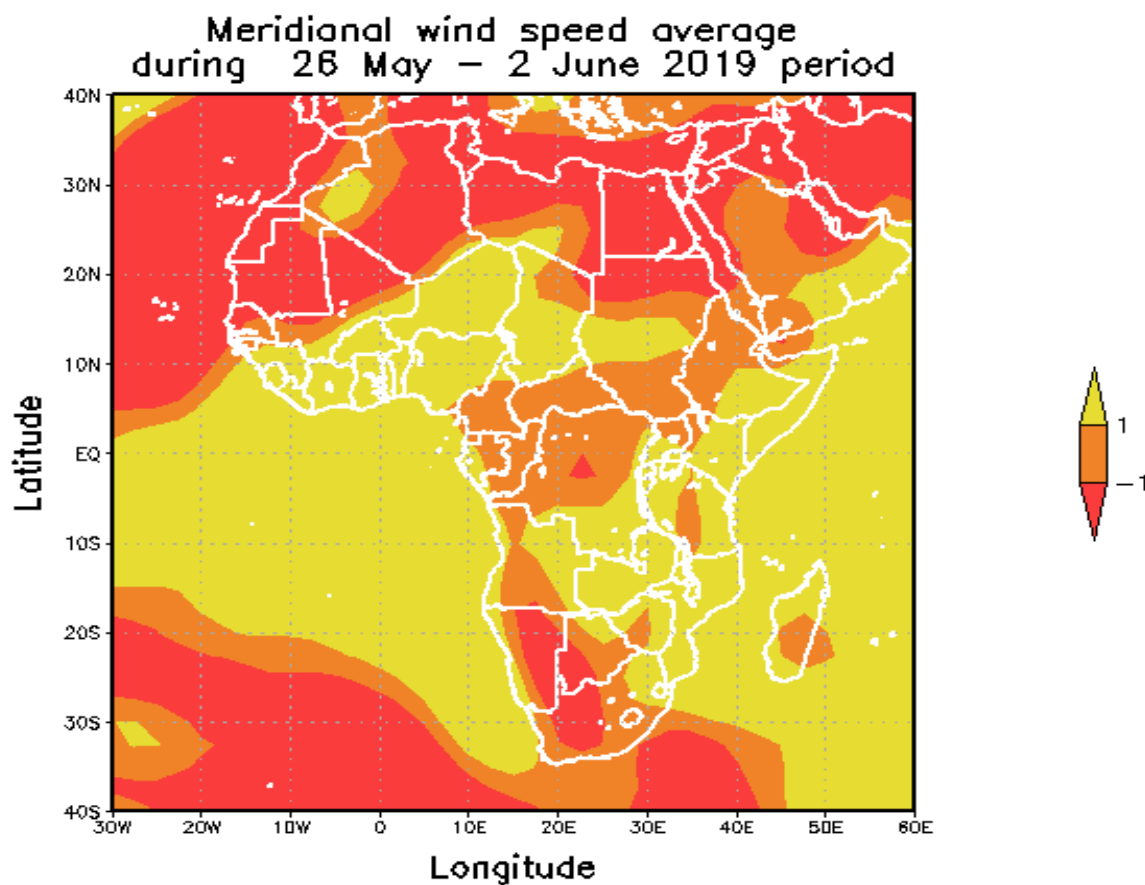 Meridianal wind speed average
during 26 May – 2 June 2019 period
40N
30N
20N
10N
EQ
10S
20S
30S
40S
Latitude
30W 20W 10W 0 10E 20E 30E 40E 50E 60E
Longitude
1
−1